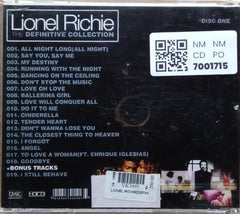 Lionel Richie
THE DEFINITIVE COLLECTION
DISC ONE
NM NM
CD PO
7001715
001. ALL NIGHT LONG(ALL NIGHT)
002. SAY YOU, SAY ME
003. MY DESTINY
004. RUNNING WITH THE NIGHT
005. DANCING ON THE CEILING
006. DON'T STOP THE MUSIC
007. LOVE OH LOVE
008. BALLERINA GIRL
009. LOVE WILL CONQUER ALL
010. DO IT TO ME
011. CINDERELLA
012. TENDER HEART
013. DON'T WANNA LOSE YOU
014. THE CLOSEST THING TO HEAVEN
015. I FORGOT
016. ANGEL
017. TO LOVE A WOMAN(FT. ENRIQUE IGLESIAS)
018. GOODBYE
•BONUS TRACK•
019. I STILL BELIEVE